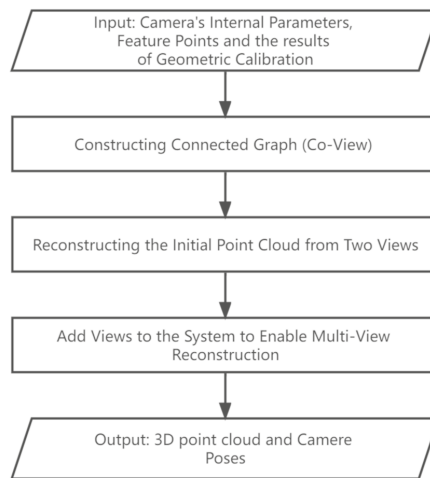 Input: Camera's Internal Parameters,
Feature Points and the results
of Geometric Calibration
Constructing Connected Graph (Co-View)
Reconstructing the Initial Point Cloud from Two Views
Add Views to the System to Enable Multi-View
Reconstruction
Output: 3D point cloud and Camere
Poses